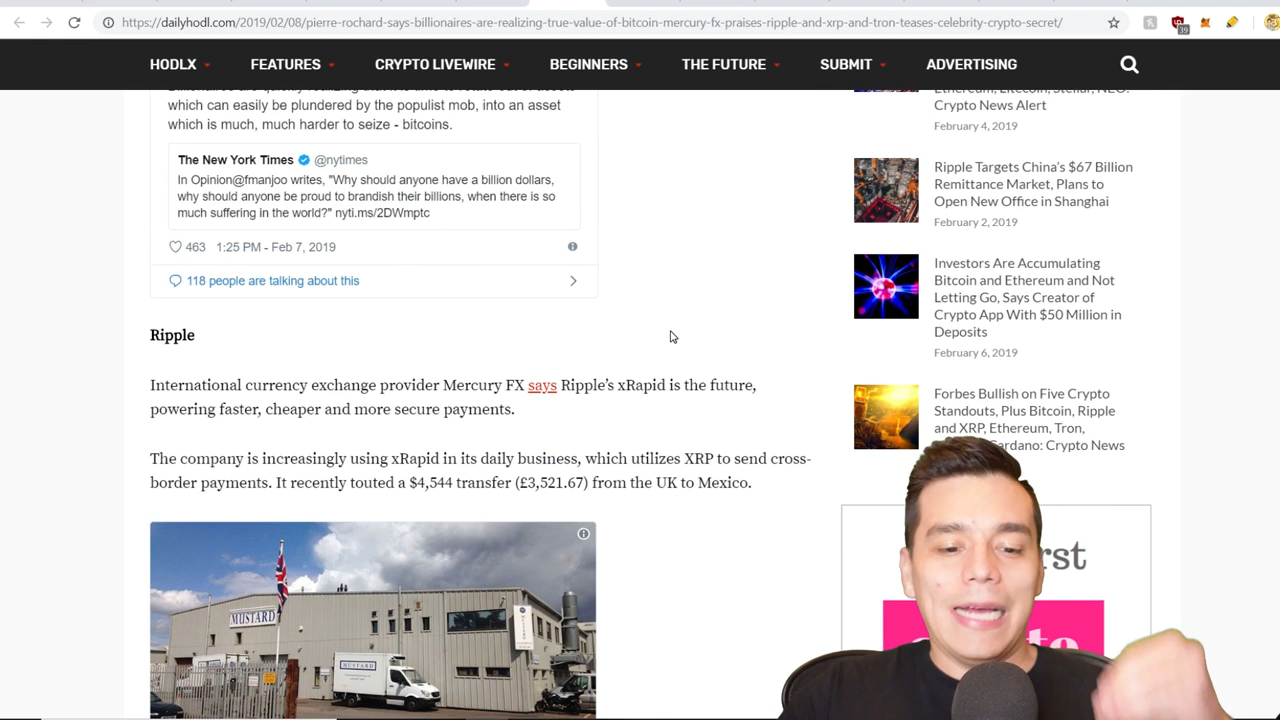 https://dailyhodl.com/2019/02/08/pierre-rochard-says-billionaires-are-realizing-true-value-of-bitcoin-mercury-fx-praises-ripple-and-xrp-and-tron-teases-celebrity-crypto-secret/
39
HODLX
FEATURES
CRYPTO LIVEWIRE
BEGINNERS
THE FUTURE
SUBMIT
ADVERTISING
which can easily be plundered by the populist mob, into an asset
which is much, much harder to seize - bitcoins.
The New York Times @nytimes
In Opinion@fmanjoo writes, "Why should anyone have a billion dollars,
why should anyone be proud to brandish their billions, when there is so
much suffering in the world?" nyti.ms/2DWmptc
463 1:25 PM - Feb 7, 2019
118 people are talking about this
Ripple
International currency exchange provider Mercury FX says Ripple's xRapid is the future,
powering faster, cheaper and more secure payments.
The company is increasingly using xRapid in its daily business, which utilizes XRP to send cross-
border payments. It recently touted a $4,544 transfer (£3,521.67) from the UK to Mexico.
MUSTARD
MUSTARD
Ethereum, Litecoin, Stellar, NEO:
Crypto News Alert
February 4, 2019
Ripple Targets China's $67 Billion
Remittance Market, Plans to
Open New Office in Shanghai
February 2, 2019
Investors Are Accumulating
Bitcoin and Ethereum and Not
Letting Go, Says Creator of
Crypto App With $50 Million in
Deposits
February 6, 2019
Forbes Bullish on Five Crypto
Standouts, Plus Bitcoin, Ripple
and XRP, Ethereum, Tron,
Cardano: Crypto News